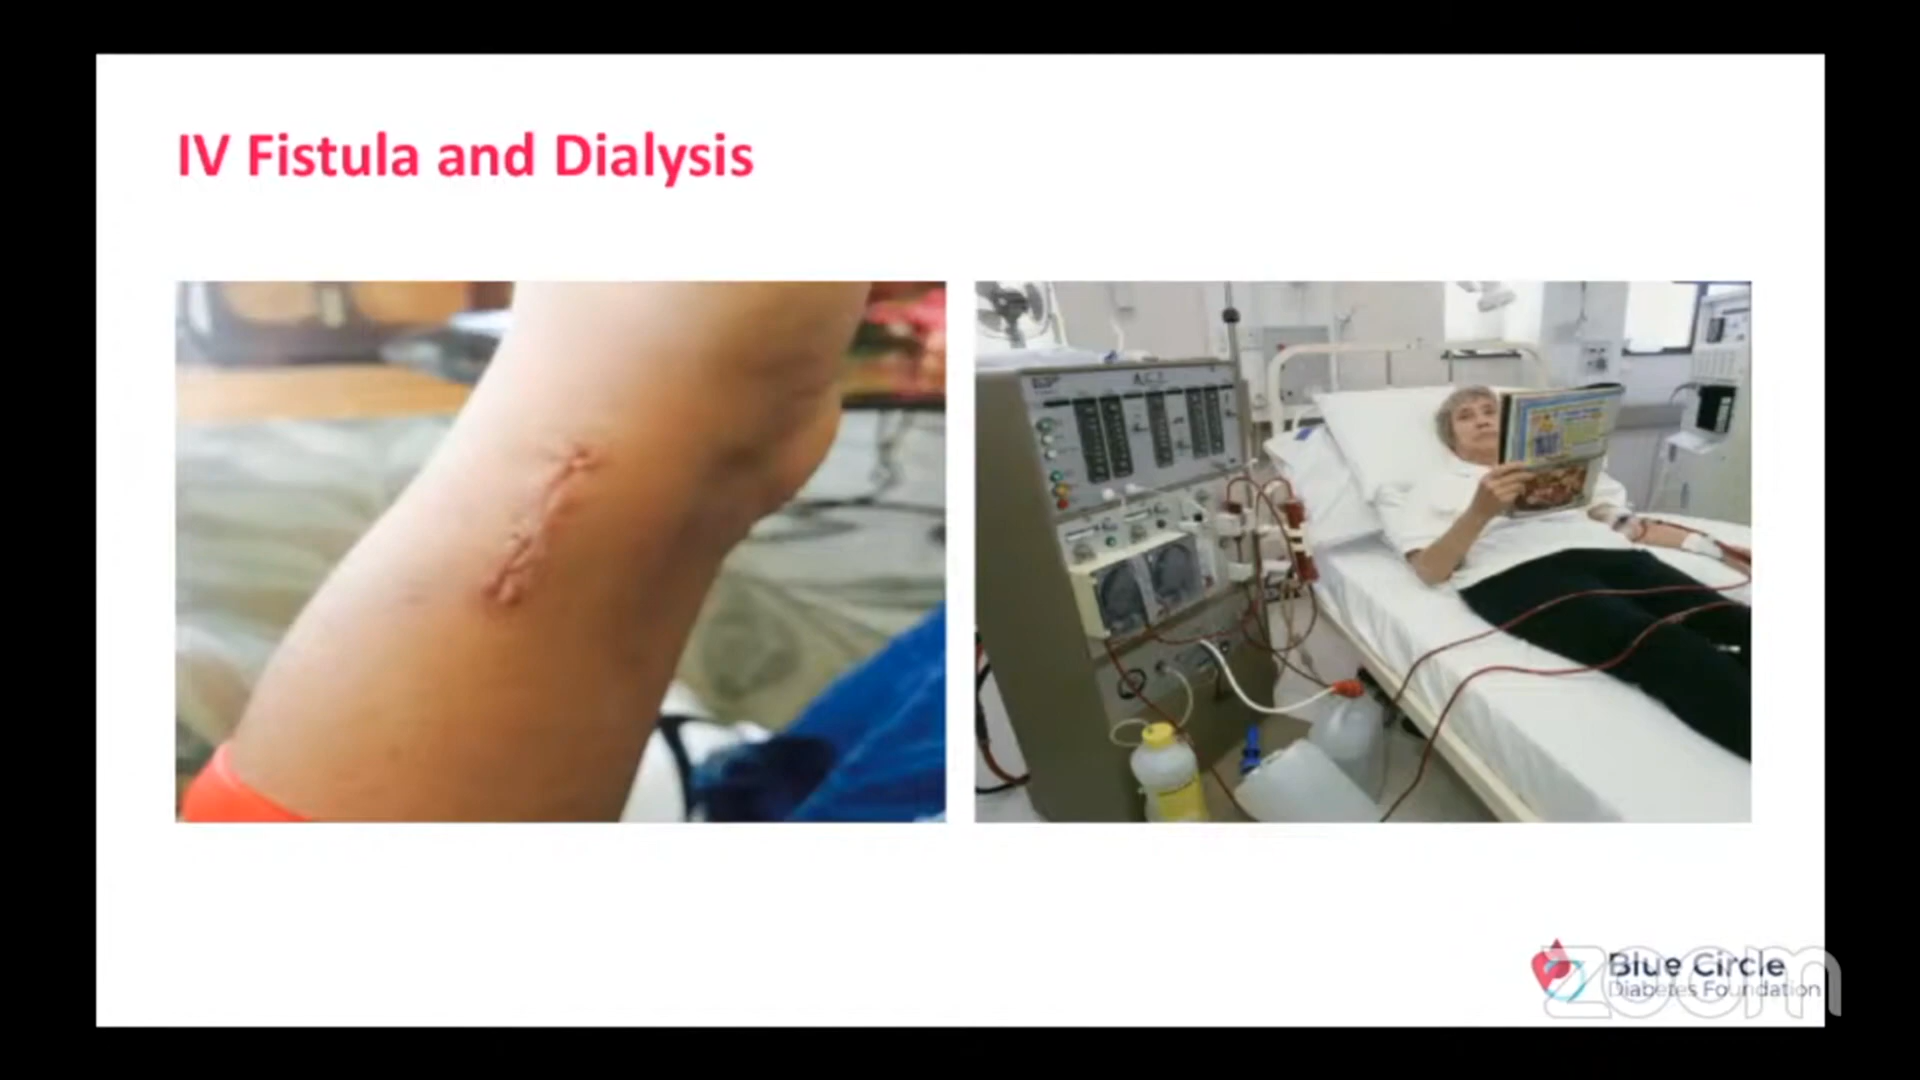 IV Fistula and Dialysis
Blue Circle
Diabetes Foundation
zoom